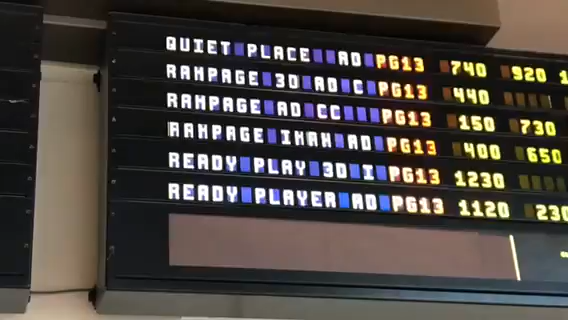 QUIET PLACE AD PG13 740 920 1
RAMPAGE 3D AD C PG13 440
RAMPAGE AD CC PG13 150 730
RAMPAGE IMAX AD PG13 400 650
READY PLAY 3D I PG13 1230
READY PLAYER AD PG13 1120 230